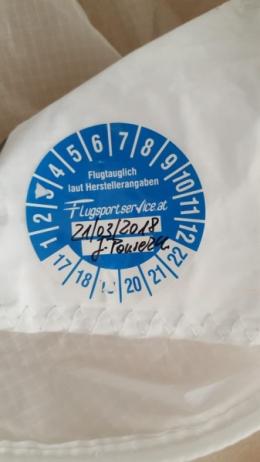 1 2 3 4 5 6 7 8 9 10 11 12
Flugtauglich
laut Herstellerangaben
Flugsportservice.at
21/03/2018
17 18 20 21 22